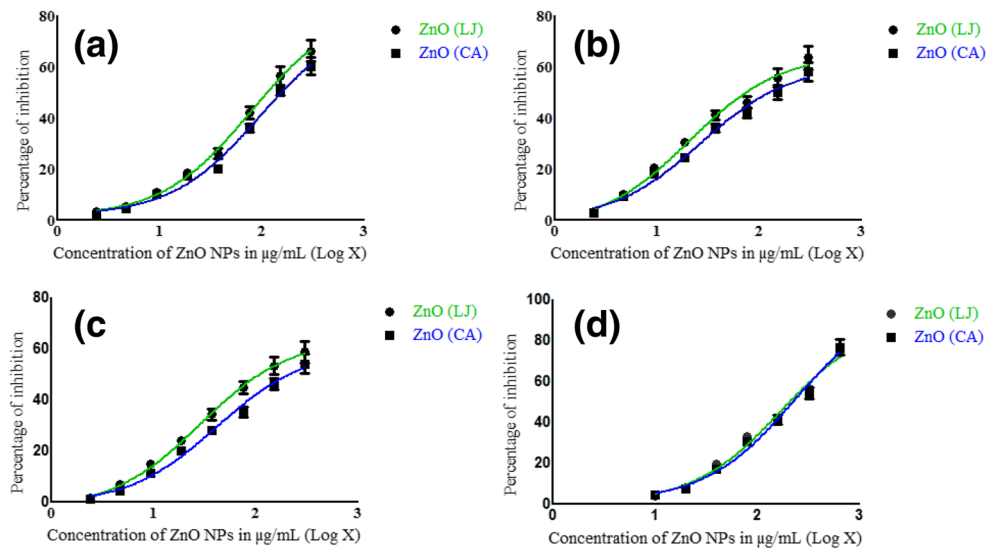 (a)
ZnO (LJ)
ZnO (CA)
Percentage of inhibition
80
60
40
20
0
0 1 2 3
Concentration of ZnO NPs in µg/mL (Log X)
(b)
ZnO (LJ)
ZnO (CA)
Percentage of inhibition
80
60
40
20
0
0 1 2 3
Concentration of ZnO NPs in µg/mL (Log X)
(c
ZnO (LJ)
ZnO (CA)
Percentage of inhibition
80
60
40
20
0
0 1 2 3
Concentration of ZnO NPs in µg/mL (Log X)
(d)
ZnO (LJ)
ZnO (CA)
Percentage of inhibition
100
80
60
40
20
0
0 1 2 3
Concentration of ZnO NPs in µg/mL (Log X)